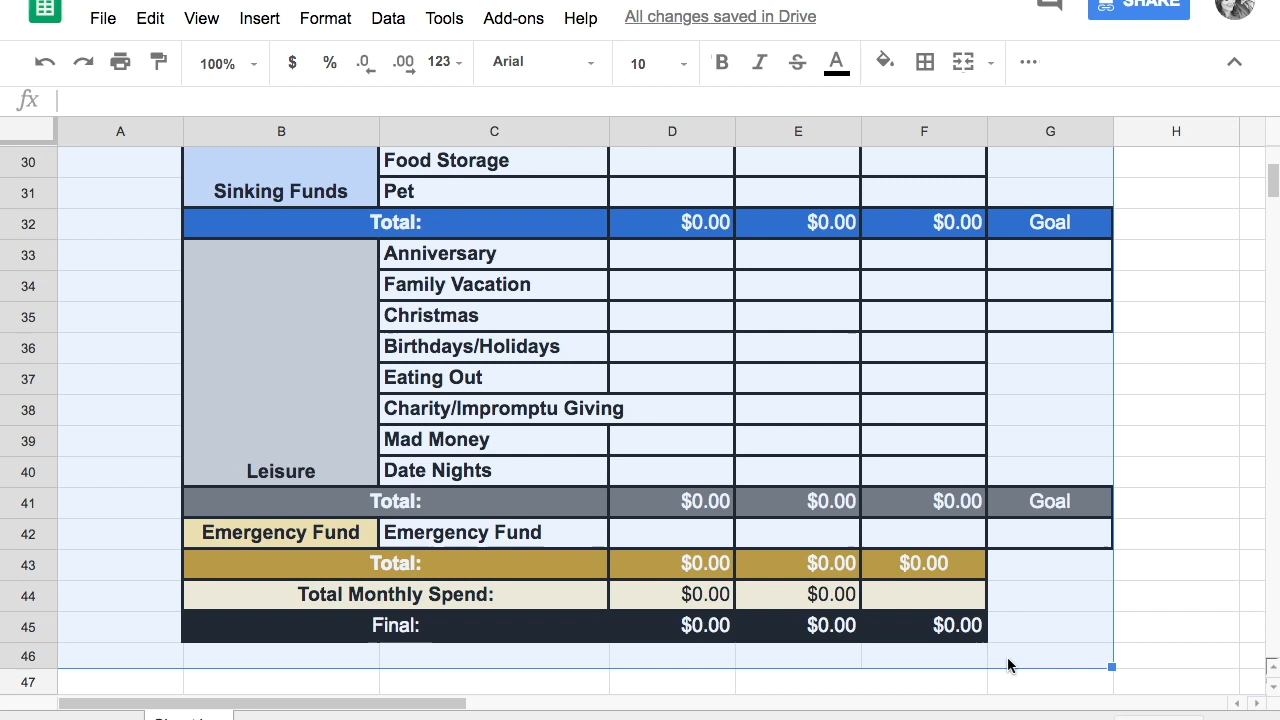 File Edit View Insert Format Data Tools Add-ons Help All changes saved in Drive SHARE
100% $ % .0 .00 123 Arial 10 B I S A
fx
A B C D E F G H
30 Food Storage
31 Sinking Funds Pet
32 Total: $0.00 $0.00 $0.00 Goal
33 Anniversary
34 Family Vacation
35 Christmas
36 Birthdays/Holidays
37 Eating Out
38 Charity/Impromptu Giving
39 Mad Money
40 Leisure Date Nights
41 Total: $0.00 $0.00 $0.00 Goal
42 Emergency Fund Emergency Fund
43 Total: $0.00 $0.00 $0.00
44 Total Monthly Spend: $0.00 $0.00
45 Final: $0.00 $0.00 $0.00
46
47